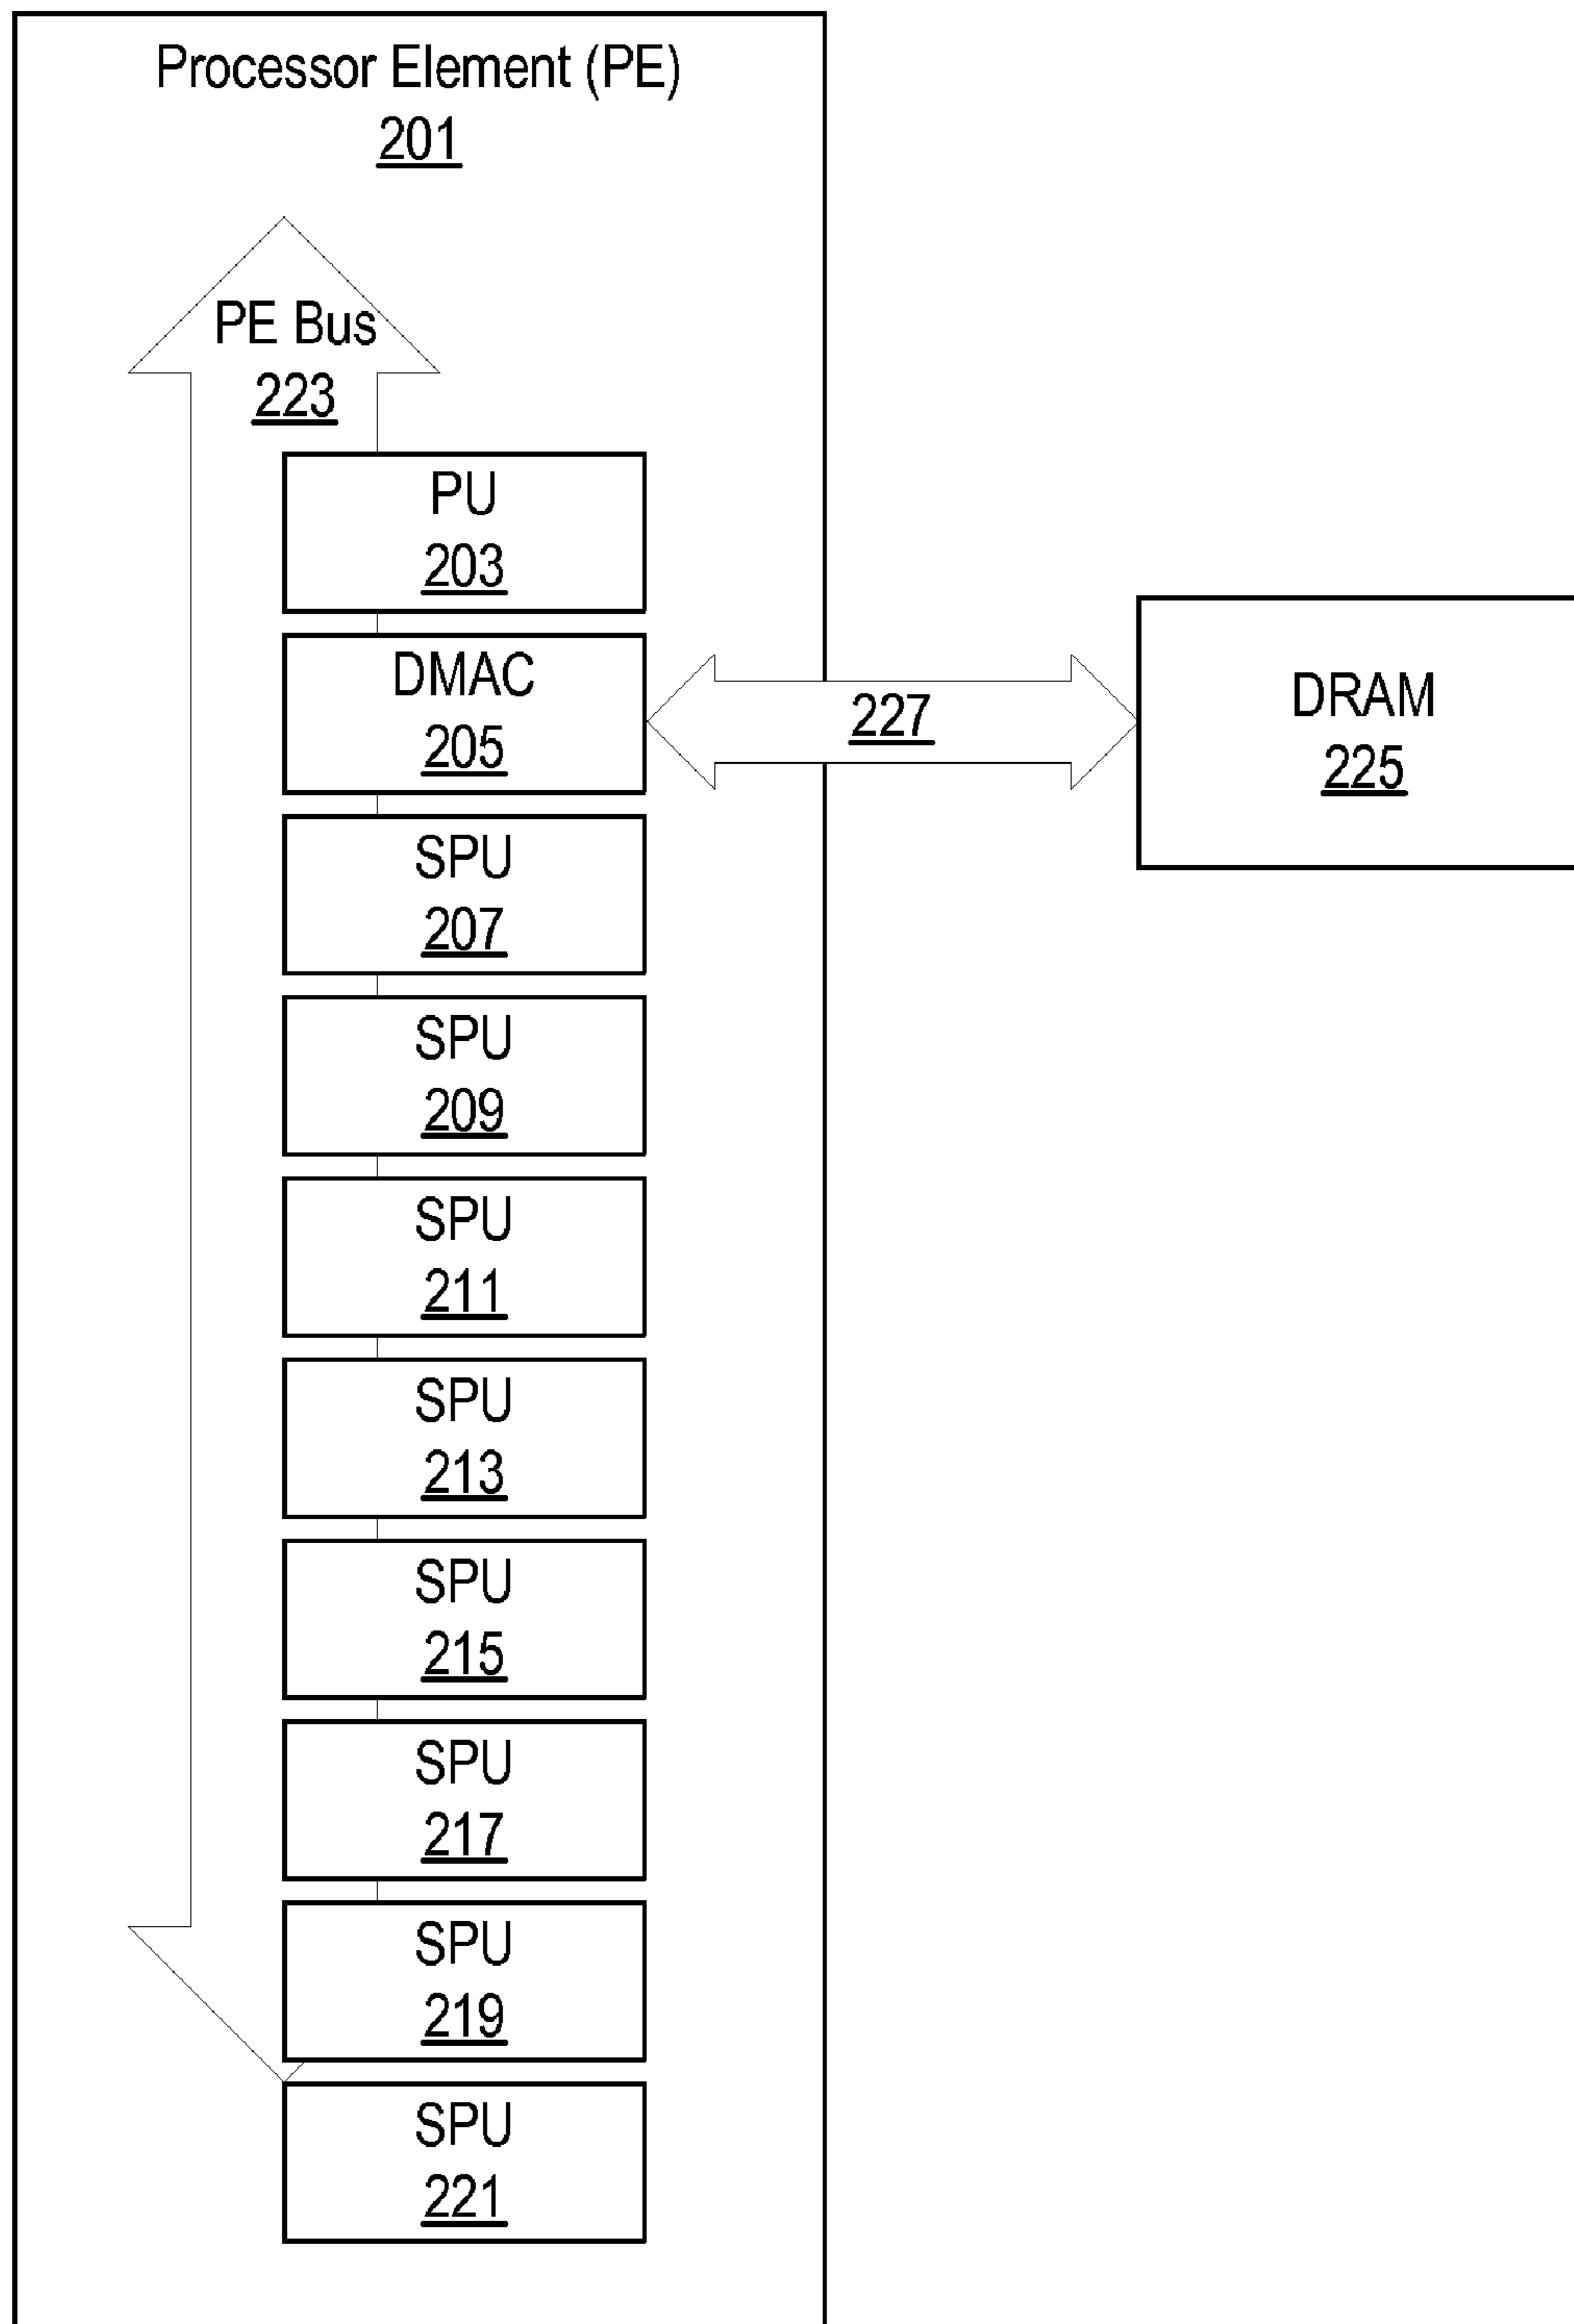 Processor Element (PE)
201
PE Bus
223
PU
203
DMAC
205
227
DRAM
225
SPU
207
SPU
209
SPU
211
SPU
213
SPU
215
SPU
217
SPU
219
SPU
221